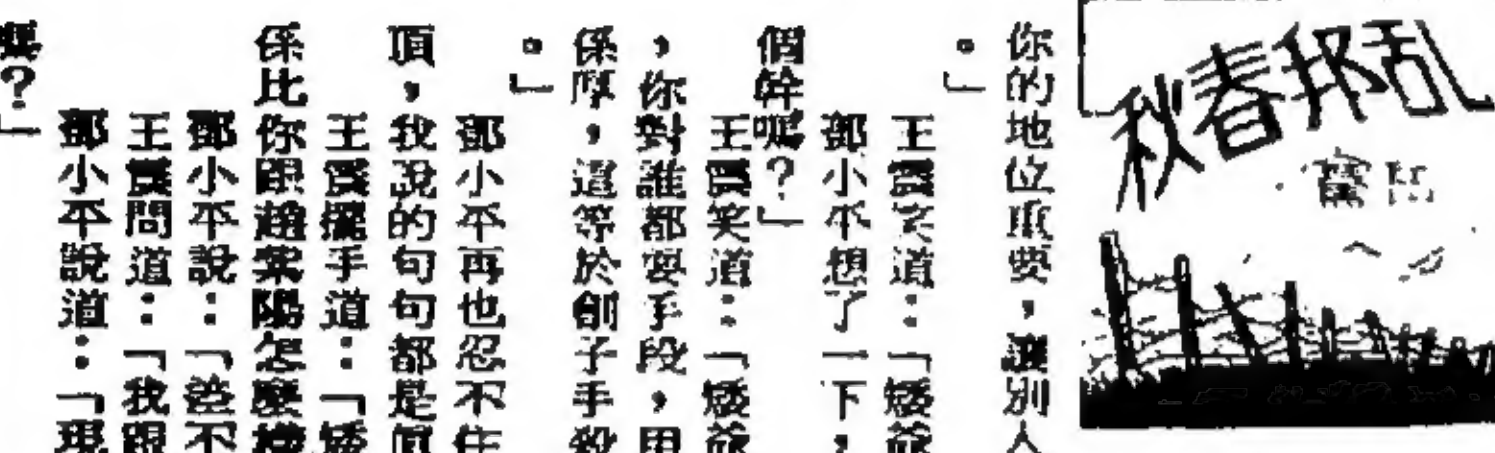 乱邦春秋
你的地位重要，讓別人
。」
王震笑道：「矮爺
鄧小平想了一下，
個幹呢？」
王震笑道：「矮爺
，你對誰都耍手段，用
係厚，這等於劊子手殺
。」
鄧小平再也忍不住
頂，我說的句句都是真
王震擺手道：「矮
係比你跟趙紫陽怎麼樣
鄧小平說：「差不
王震問道：「我跟
鄧小平說道：「現
嗎？」